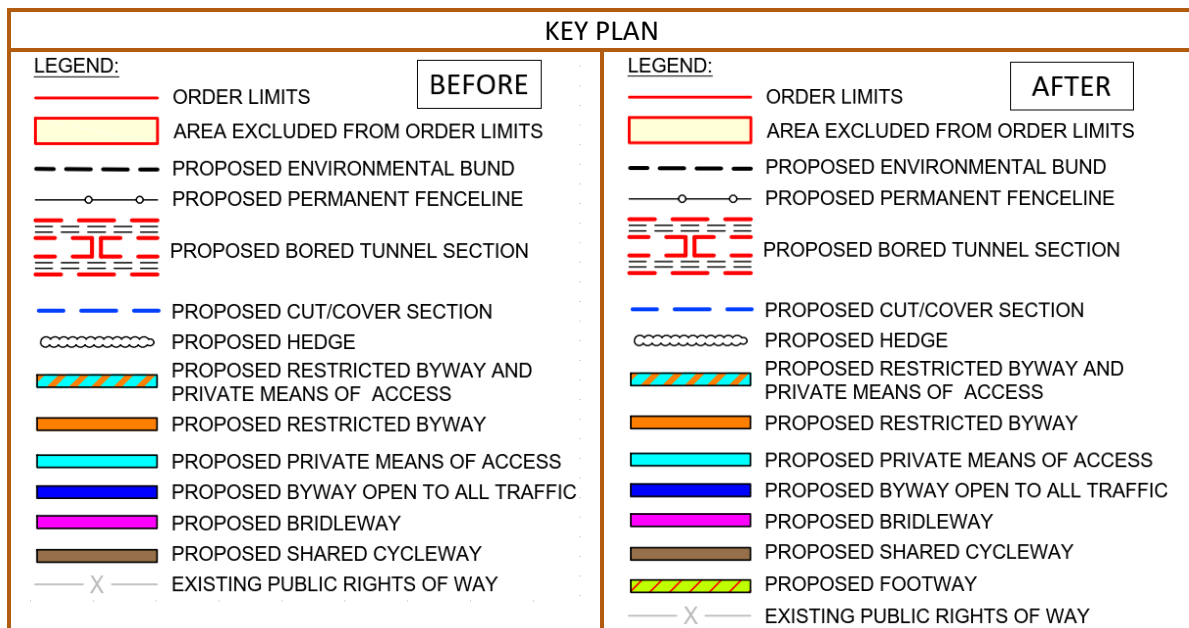 KEY PLAN
LEGEND:
BEFORE
ORDER LIMITS
AREA EXCLUDED FROM ORDER LIMITS
PROPOSED ENVIRONMENTAL BUND
PROPOSED PERMANENT FENCELINE
PROPOSED BORED TUNNEL SECTION
PROPOSED CUT/COVER SECTION
PROPOSED HEDGE
PROPOSED RESTRICTED BYWAY AND
PRIVATE MEANS OF ACCESS
PROPOSED RESTRICTED BYWAY
PROPOSED PRIVATE MEANS OF ACCESS
PROPOSED BYWAY OPEN TO ALL TRAFFIC
PROPOSED BRIDLEWAY
PROPOSED SHARED CYCLEWAY
X EXISTING PUBLIC RIGHTS OF WAY
LEGEND:
AFTER
ORDER LIMITS
AREA EXCLUDED FROM ORDER LIMITS
PROPOSED ENVIRONMENTAL BUND
PROPOSED PERMANENT FENCELINE
PROPOSED BORED TUNNEL SECTION
PROPOSED CUT/COVER SECTION
PROPOSED HEDGE
PROPOSED RESTRICTED BYWAY AND
PRIVATE MEANS OF ACCESS
PROPOSED RESTRICTED BYWAY
PROPOSED PRIVATE MEANS OF ACCESS
PROPOSED BYWAY OPEN TO ALL TRAFFIC
PROPOSED BRIDLEWAY
PROPOSED SHARED CYCLEWAY
PROPOSED FOOTWAY
X EXISTING PUBLIC RIGHTS OF WAY